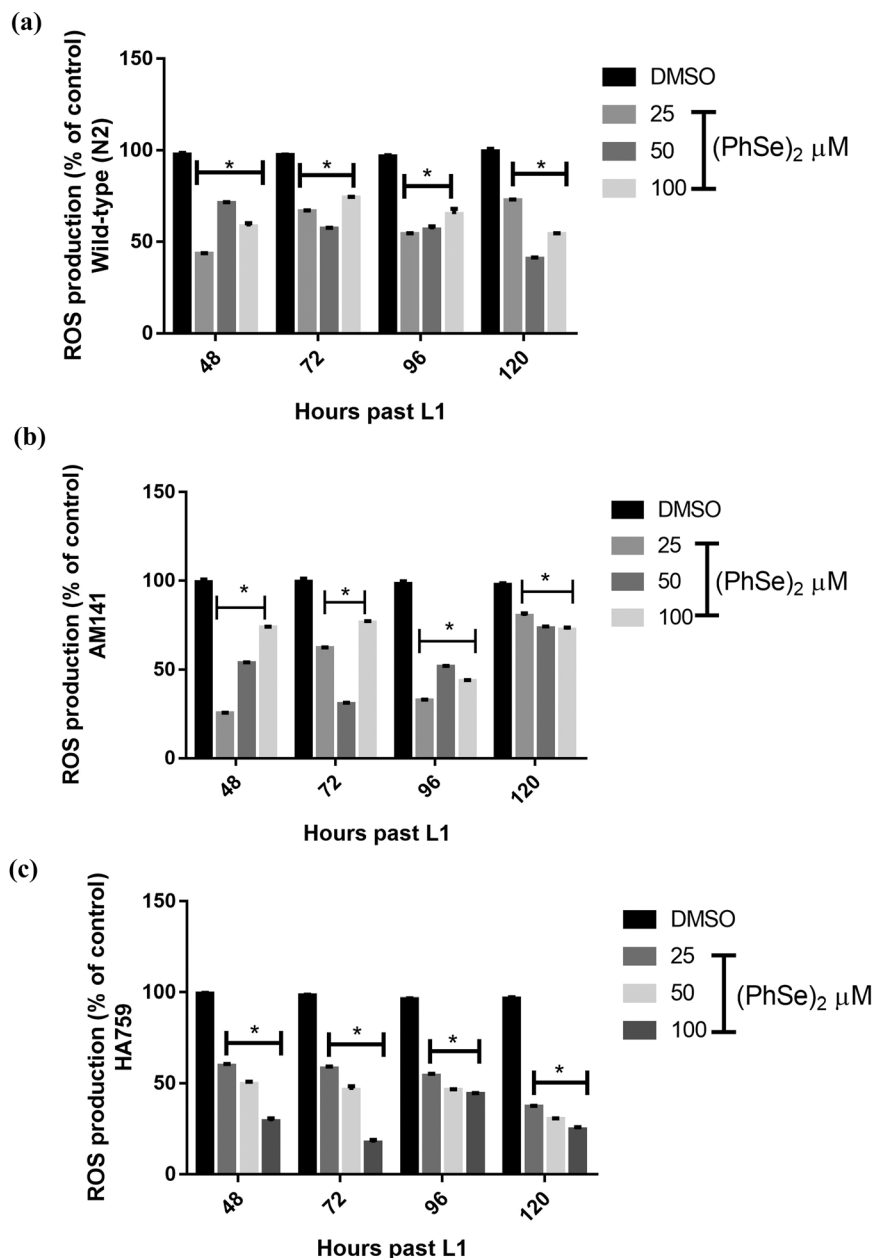 (a)
ROS production (% of control)
Wild-type (N2)
150
100
50
0
*
*
*
*
48
72
96
120
Hours past L1
DMSO
25
50
100
(PhSe)2 μM
(b)
ROS production (% of control)
AM141
150
100
50
0
*
*
*
*
48
72
96
120
Hours past L1
DMSO
25
50
100
(PhSe)2 μM
(c)
ROS production (% of control)
HA759
150
100
50
0
*
*
*
*
48
72
96
120
Hours past L1
DMSO
25
50
100
(PhSe)2 μM